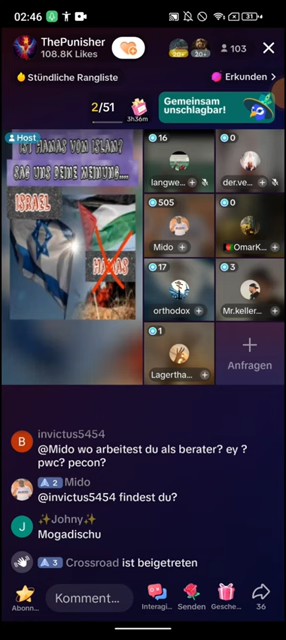 02:46
31
ThePunisher
108.8K Likes
20+
30+
103
Stündliche Rangliste
Erkunden >
2/51
3h36m
Gemeinsam
unschlagbar!
Host
IST HAMAS VON ISLAM?
SAG UNS DEINE MEINUNG...
ISRAEL
HAMAS
16
langwe...
0
der.ve...
505
Mido
0
OmarK...
17
orthodox
3
Mr.keller...
1
Lagertha...
Anfragen
B
invictus5454
@Mido wo arbeitest du als berater? ey ?
pwc? pecon?
2 Mido
@invictus5454 findest du?
J
✨Johny✨
Mogadischu
3 Crossroad ist beigetreten
Abonn...
Komment...
Interagi...
Senden
Gesche...
36